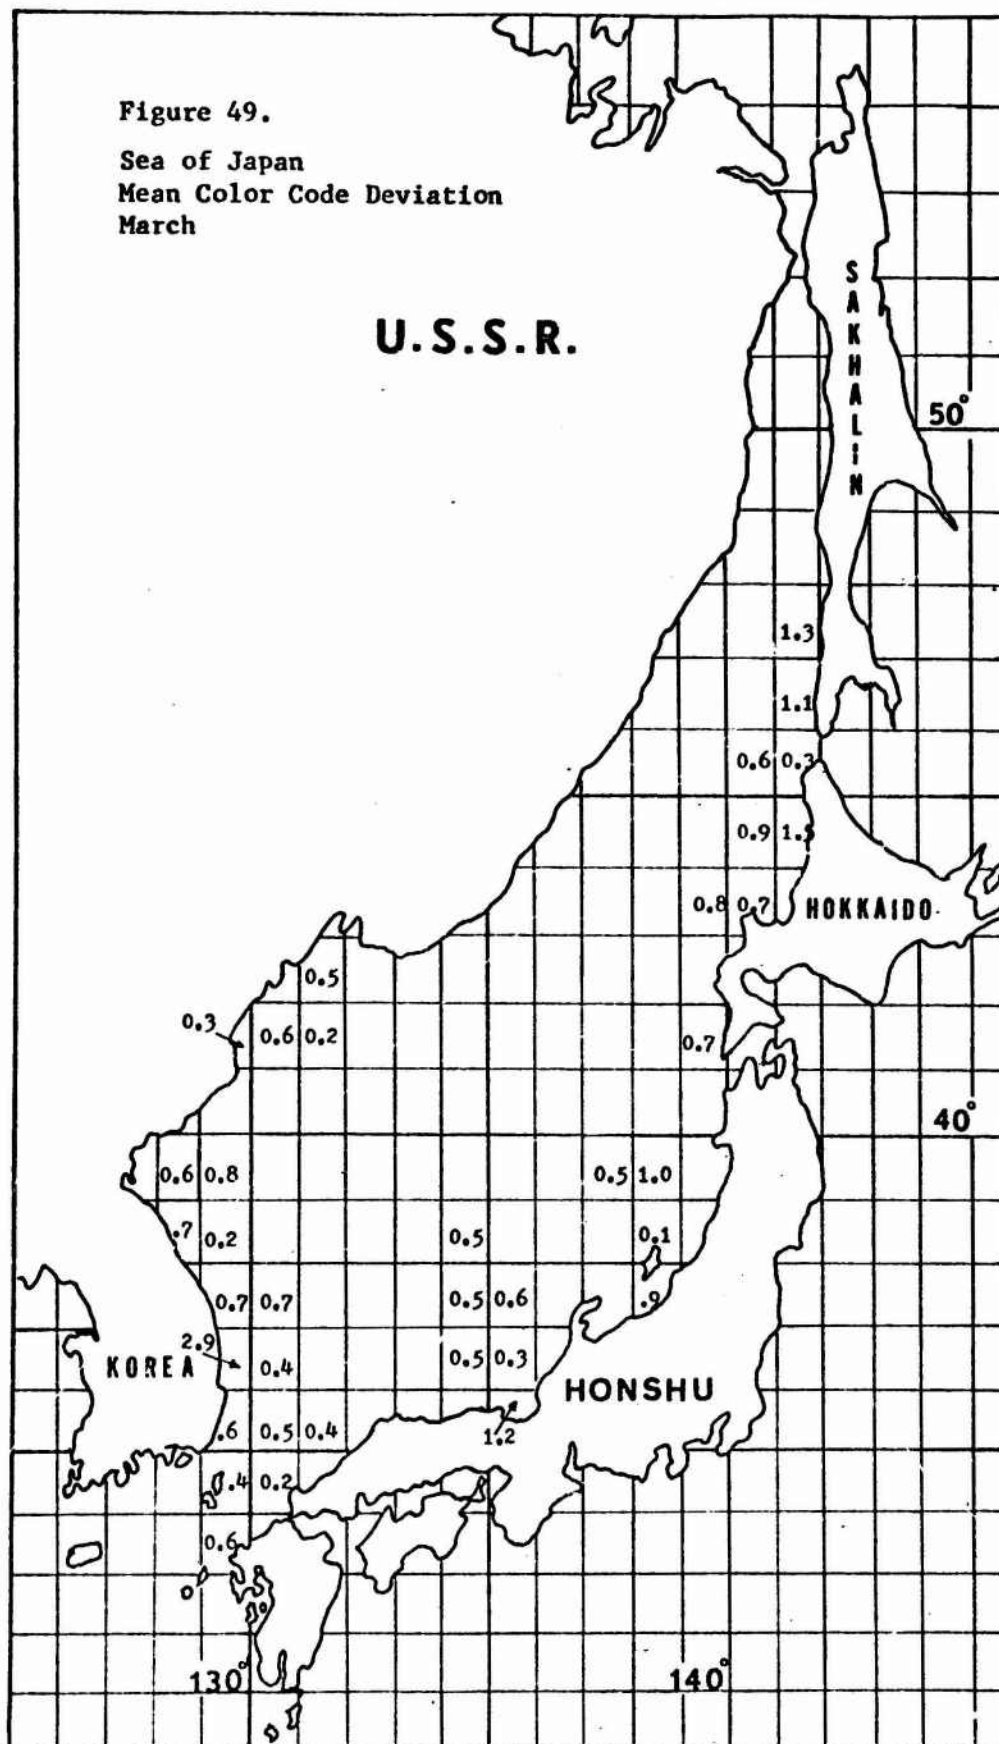 Figure 49.
Sea of Japan
Mean Color Code Deviation
March
U.S.S.R.
SAKHALIN
50°
1.3
1.1
0.6 0.3
0.9 1.5
0.8 0.7 HOKKAIDO
0.5
0.3 0.6 0.2
0.7
40°
0.6 0.8 0.5 1.0
.7 0.2 0.5 0.1
0.7 0.7 0.5 0.6 .9
2.9
KOREA 0.4 0.5 0.3
HONSHU
.6 0.5 0.4 1.2
.4 0.2
0.6
130° 140°